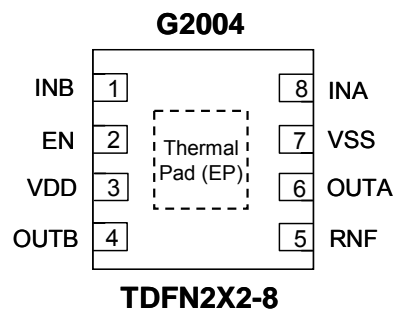 G2004
INB 1 8 INA
EN 2 7 VSS
Thermal
Pad (EP)
VDD 3 6 OUTA
OUTB 4 5 RNF
TDFN2X2-8